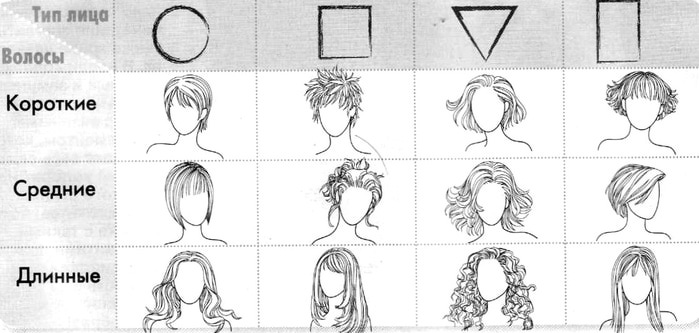 Тип лица
Волосы
Короткие
Средние
Длинные